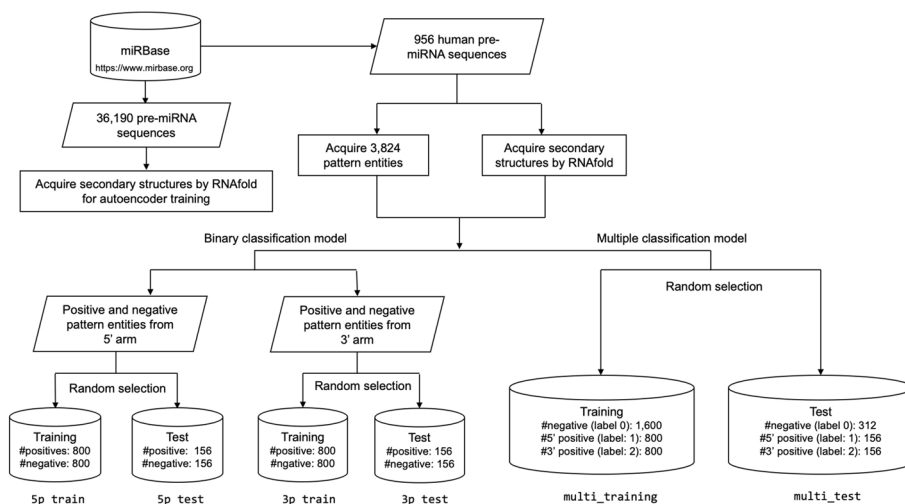 miRBase
https://www.mirbase.org
956 human pre-
miRNA sequences
36,190 pre-miRNA
sequences
Acquire 3,824
pattern entities
Acquire secondary
structures by RNAfold
Acquire secondary structures by RNAfold
for autoencoder training
Binary classification model
Multiple classification model
Random selection
Positive and negative
pattern entities from
5' arm
Positive and negative
pattern entities from
3' arm
Random selection
Random selection
Training
#positives: 800
#negative: 800
Test
#positive: 156
#negative: 156
Training
#positive: 800
#ngative: 800
Test
#positive: 156
#negative: 156
Training
#negative (label 0): 1,600
#5' positive (label: 1): 800
#3' positive (label: 2): 800
Test
#negative (label 0): 312
#5' positive (label: 1): 156
#3' positive (label: 2): 156
5p_train
5p_test
3p_train
3p_test
multi_training
multi_test